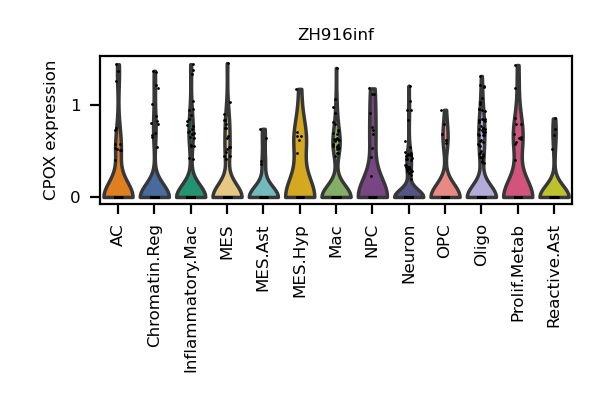 ZH916inf
CPOX expression
1
0
AC
Chromatin.Reg
Inflammatory.Mac
MES
MES.Ast
MES.Hyp
Mac
NPC
Neuron
OPC
Oligo
Prolif.Metab
Reactive.Ast